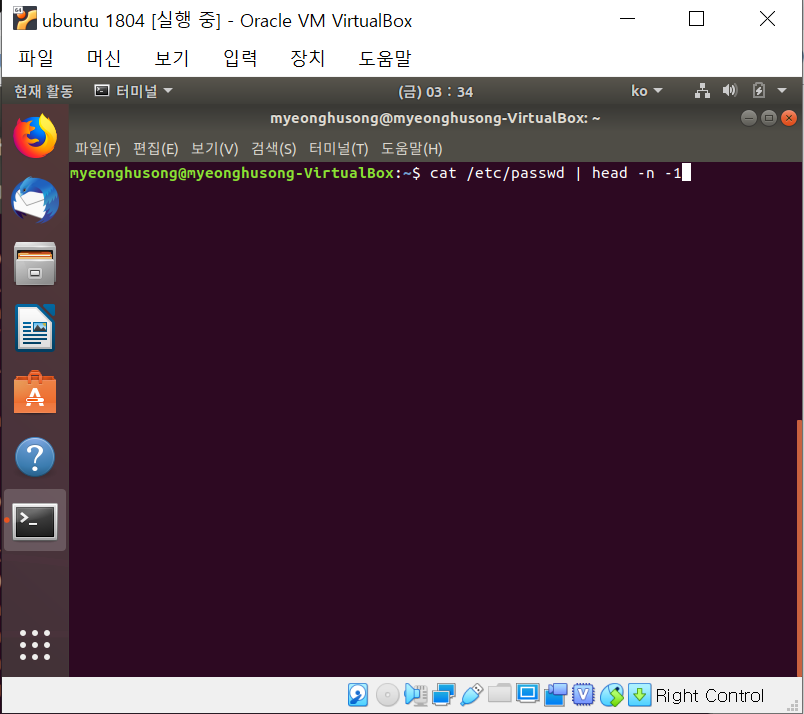 ubuntu 1804 [실행 중] - Oracle VM VirtualBox
파일 머신 보기 입력 장치 도움말
현재 활동 터미널 (금) 03 : 34 ko
myeonghusong@myeonghusong-VirtualBox: ~
파일(F) 편집(E) 보기(V) 검색(S) 터미널(T) 도움말(H)
myeonghusong@myeonghusong-VirtualBox:~$ cat /etc/passwd | head -n -1
Right Control